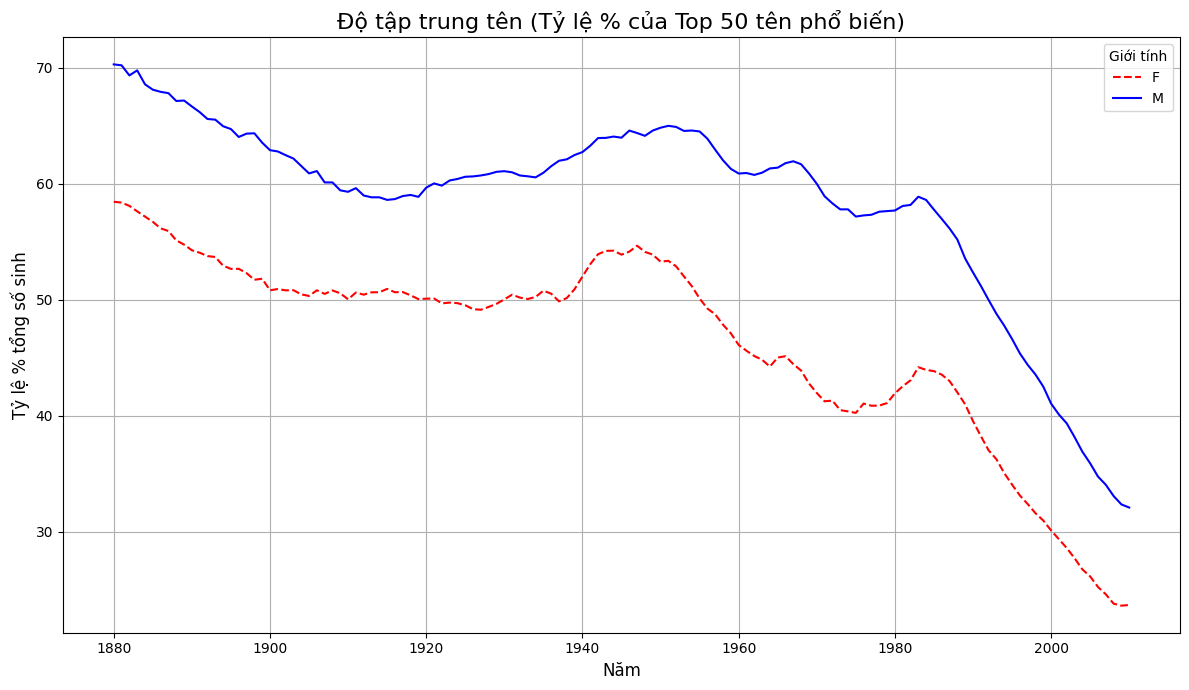 Độ tập trung tên (Tỷ lệ % của Top 50 tên phổ biến)
Giới tính
F
M
Tỷ lệ % tổng số sinh
70
60
50
40
30
1880
1900
1920
1940
1960
1980
2000
Năm